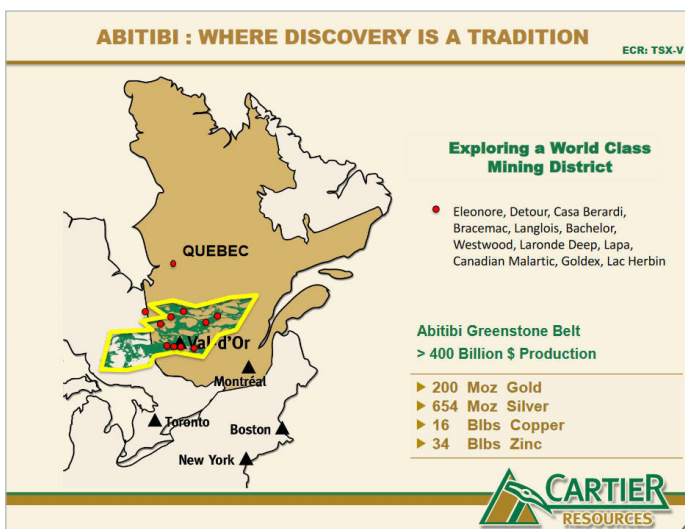 ABITIBI : WHERE DISCOVERY IS A TRADITION
ECR: TSX-V
Exploring a World Class
Mining District
Eleonore, Detour, Casa Berardi,
Bracemac, Langlois, Bachelor,
Westwood, Laronde Deep, Lapa,
Canadian Malartic, Goldex, Lac Herbin
QUEBEC
Val-d'Or
Montréal
Toronto
Boston
New York
Abitibi Greenstone Belt
> 400 Billion $ Production
200 Moz Gold
654 Moz Silver
16 Blbs Copper
34 Blbs Zinc
CARTIER
RESOURCES